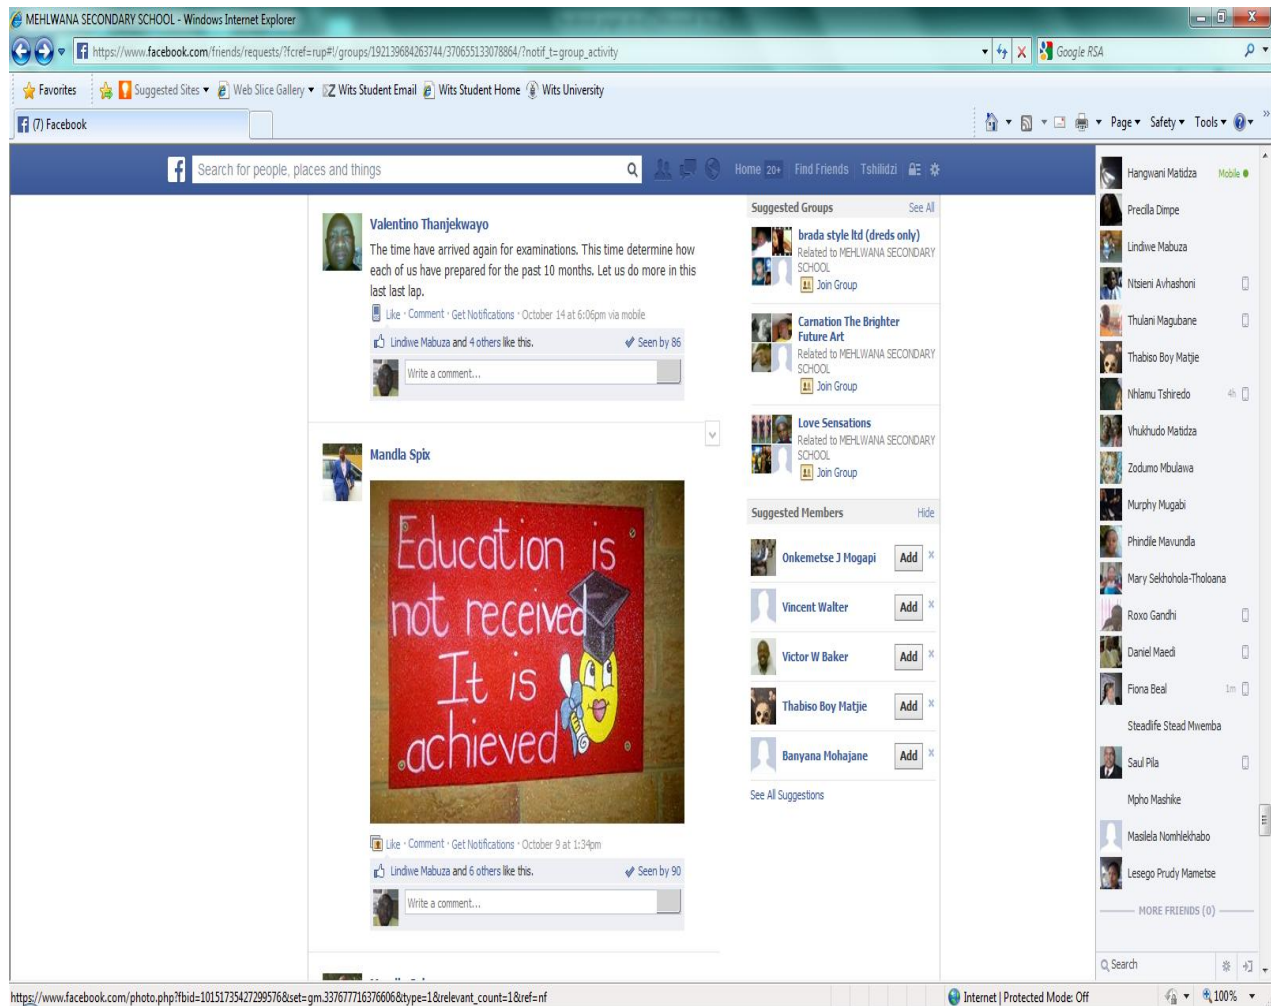 MEHLWANA SECONDARY SCHOOL - Windows Internet Explorer
https://www.facebook.com/friends/requests/?fcref=rup#!/groups/192139684263744/370655133078864/?notif_t=group_activity
Google RSA
Favorites
Suggested Sites
Web Slice Gallery
Wits Student Email
Wits Student Home
Wits University
(7) Facebook
Page
Safety
Tools
Search for people, places and things
Home 20+
Find Friends
Tshilidzi
Valentino Thanjekwayo
The time have arrived again for examinations. This time determine how
each of us have prepared for the past 10 months. Let us do more in this
last last lap.
Like · Comment · Get Notifications · October 14 at 6:06pm via mobile
Lindiwe Mabuza and 4 others like this.
Seen by 86
Write a comment...
Mandla Spix
Education is
not received
It is
achieved
Like · Comment · Get Notifications · October 9 at 1:34pm
Lindiwe Mabuza and 6 others like this.
Seen by 90
Write a comment...
Suggested Groups
See All
brada style ltd (dreds only)
Related to MEHLWANA SECONDARY
SCHOOL
Join Group
Carnation The Brighter
Future Art
Related to MEHLWANA SECONDARY
SCHOOL
Join Group
Love Sensations
Related to MEHLWANA SECONDARY
SCHOOL
Join Group
Suggested Members
Hide
Onkemetse J Mogapi
Add
Vincent Walter
Add
Victor W Baker
Add
Thabiso Boy Matjie
Add
Banyana Mohajane
Add
See All Suggestions
Hangwani Matidza
Mobile
Precilla Dimpe
Lindiwe Mabuza
Ntsieni Avhashoni
Thulani Magubane
Thabiso Boy Matjie
Nhlamu Tshiredo
4h
Vhukhudo Matidza
Zodumo Mbulawa
Murphy Mugabi
Phindile Mavundla
Mary Sekhohola-Tholoana
Roxo Gandhi
Daniel Maedi
Fiona Beal
1m
Steadlife Stead Mwemba
Saul Pila
Mpho Mashike
Masilela Nomhlekhabo
Lesego Prudy Mametse
MORE FRIENDS (0)
Search
https://www.facebook.com/photo.php?fbid=10151735427299576&set=gm.337677716376606&type=1&relevant_count=1&ref=nf
Internet | Protected Mode: Off
100%